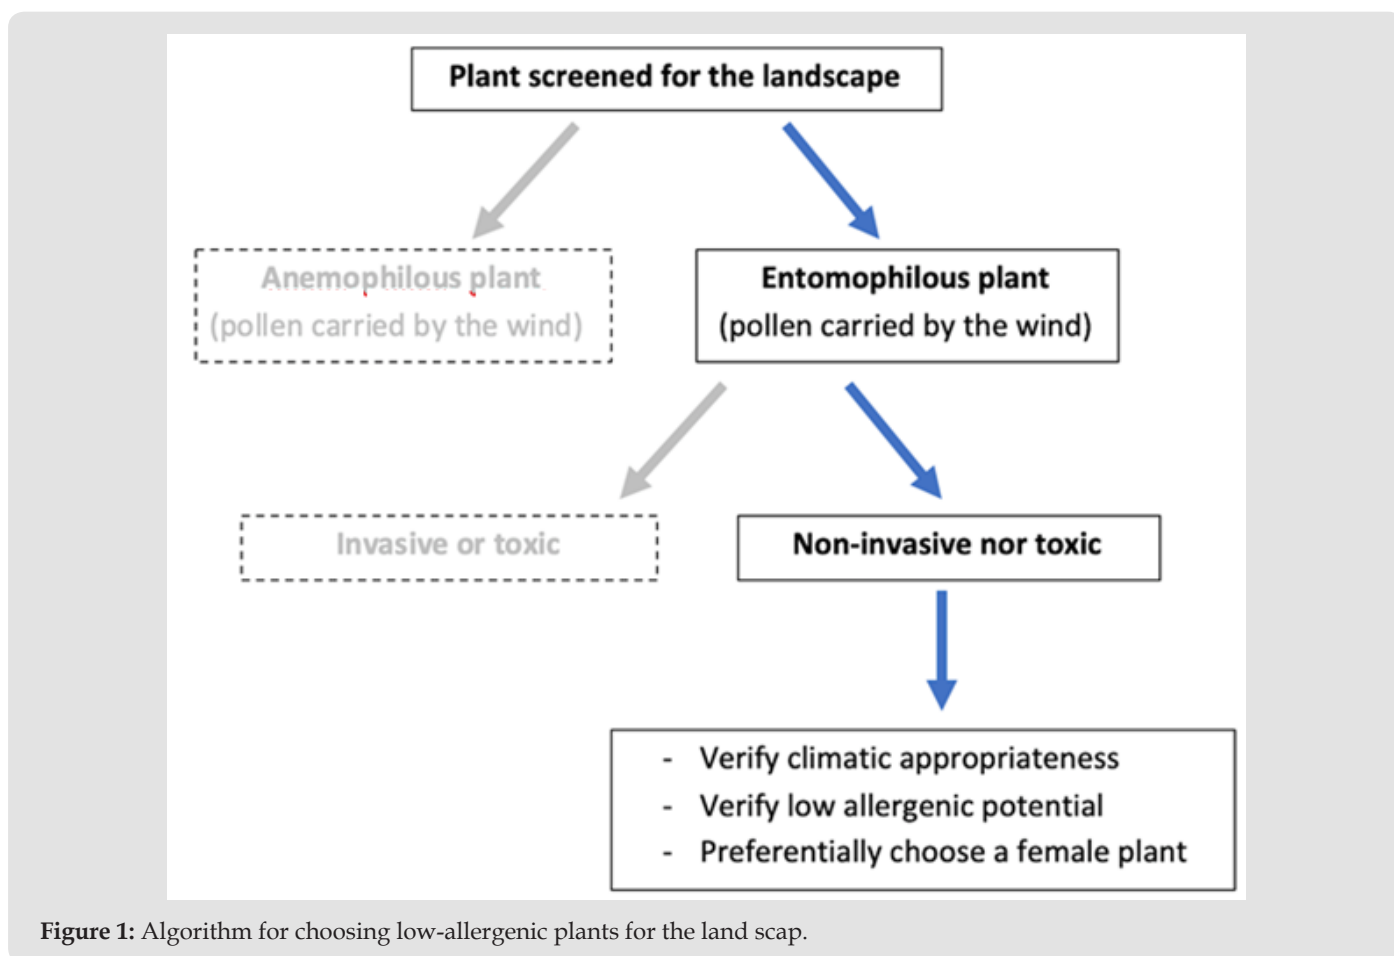 Plant screened for the landscape
Anemophilous plant
(pollen carried by the wind)
Entomophilous plant
(pollen carried by the wind)
Invasive or toxic
Non-invasive nor toxic
- Verify climatic appropriateness
- Verify low allergenic potential
- Preferentially choose a female plant
Figure 1: Algorithm for choosing low-allergenic plants for the land scap.